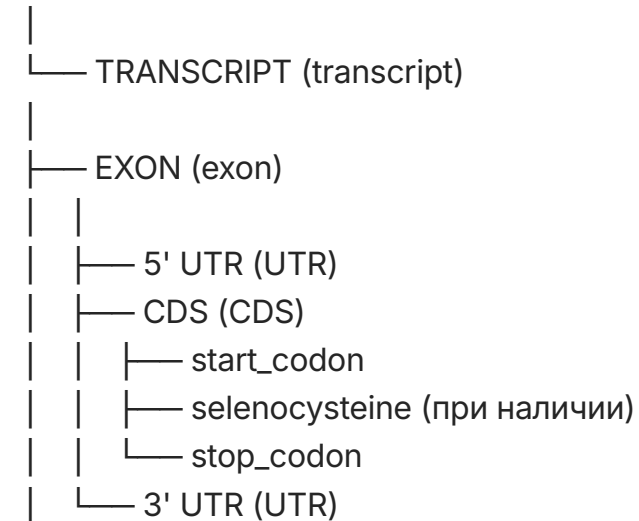 │
└── TRANSCRIPT (transcript)
│
├── EXON (exon)
│ │
│ ├── 5' UTR (UTR)
│ ├── CDS (CDS)
│ │ ├── start_codon
│ │ ├── selenocysteine (при наличии)
│ │ └── stop_codon
│ └── 3' UTR (UTR)